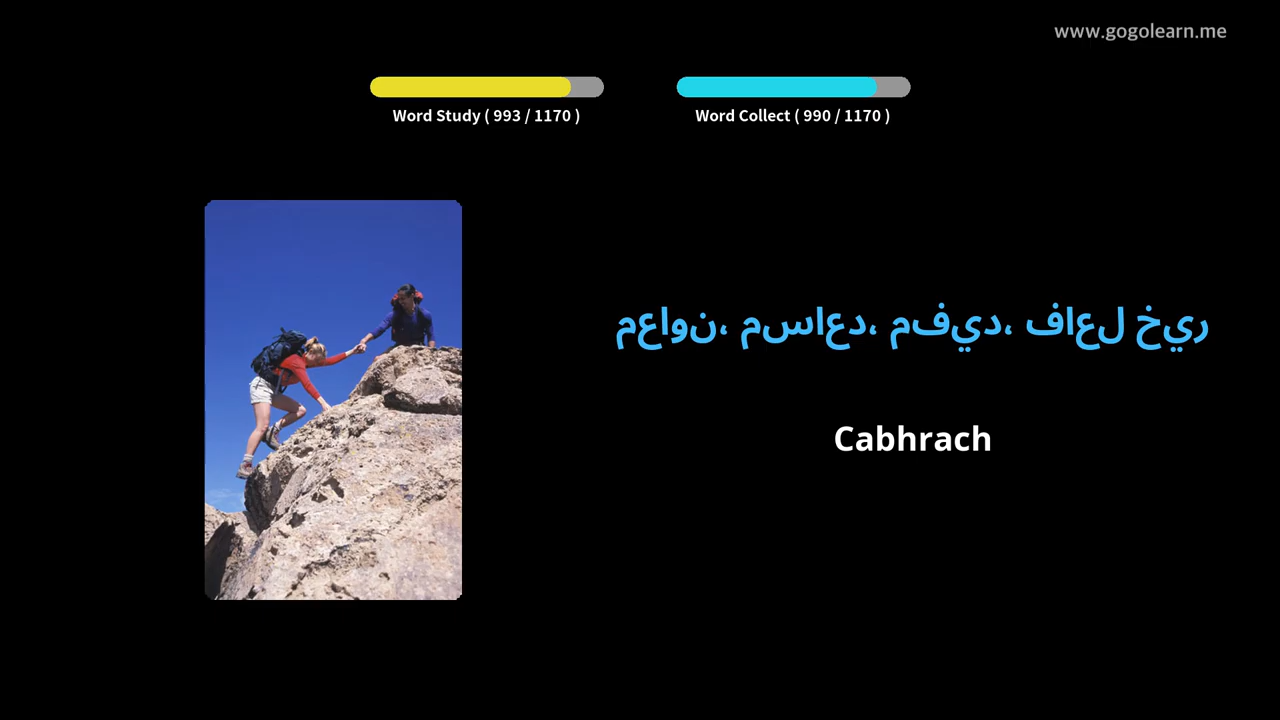 www.gogolearn.me
Word Study ( 993 / 1170 )
Word Collect ( 990 / 1170 )
معاون، مساعد، مفيد، فاعل خير
Cabhrach